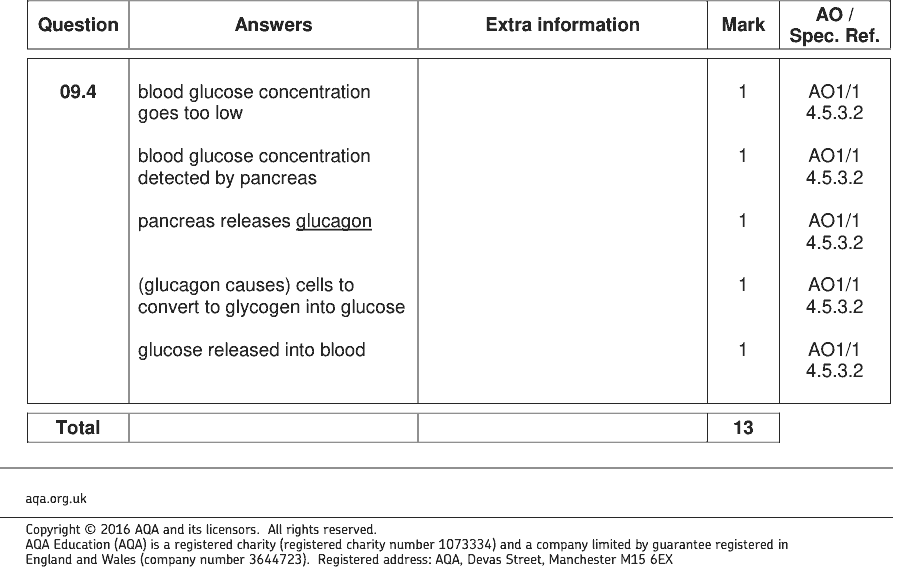 Question Answers Extra information Mark AO /
Spec. Ref.
09.4 blood glucose concentration 1 AO1/1
goes too low 4.5.3.2
blood glucose concentration 1 AO1/1
detected by pancreas 4.5.3.2
pancreas releases glucagon 1 AO1/1
4.5.3.2
(glucagon causes) cells to 1 AO1/1
convert to glycogen into glucose 4.5.3.2
glucose released into blood 1 AO1/1
4.5.3.2
Total 13
aqa.org.uk
Copyright © 2016 AQA and its licensors. All rights reserved.
AQA Education (AQA) is a registered charity (registered charity number 1073334) and a company limited by guarantee registered in
England and Wales (company number 3644723). Registered address: AQA, Devas Street, Manchester M15 6EX